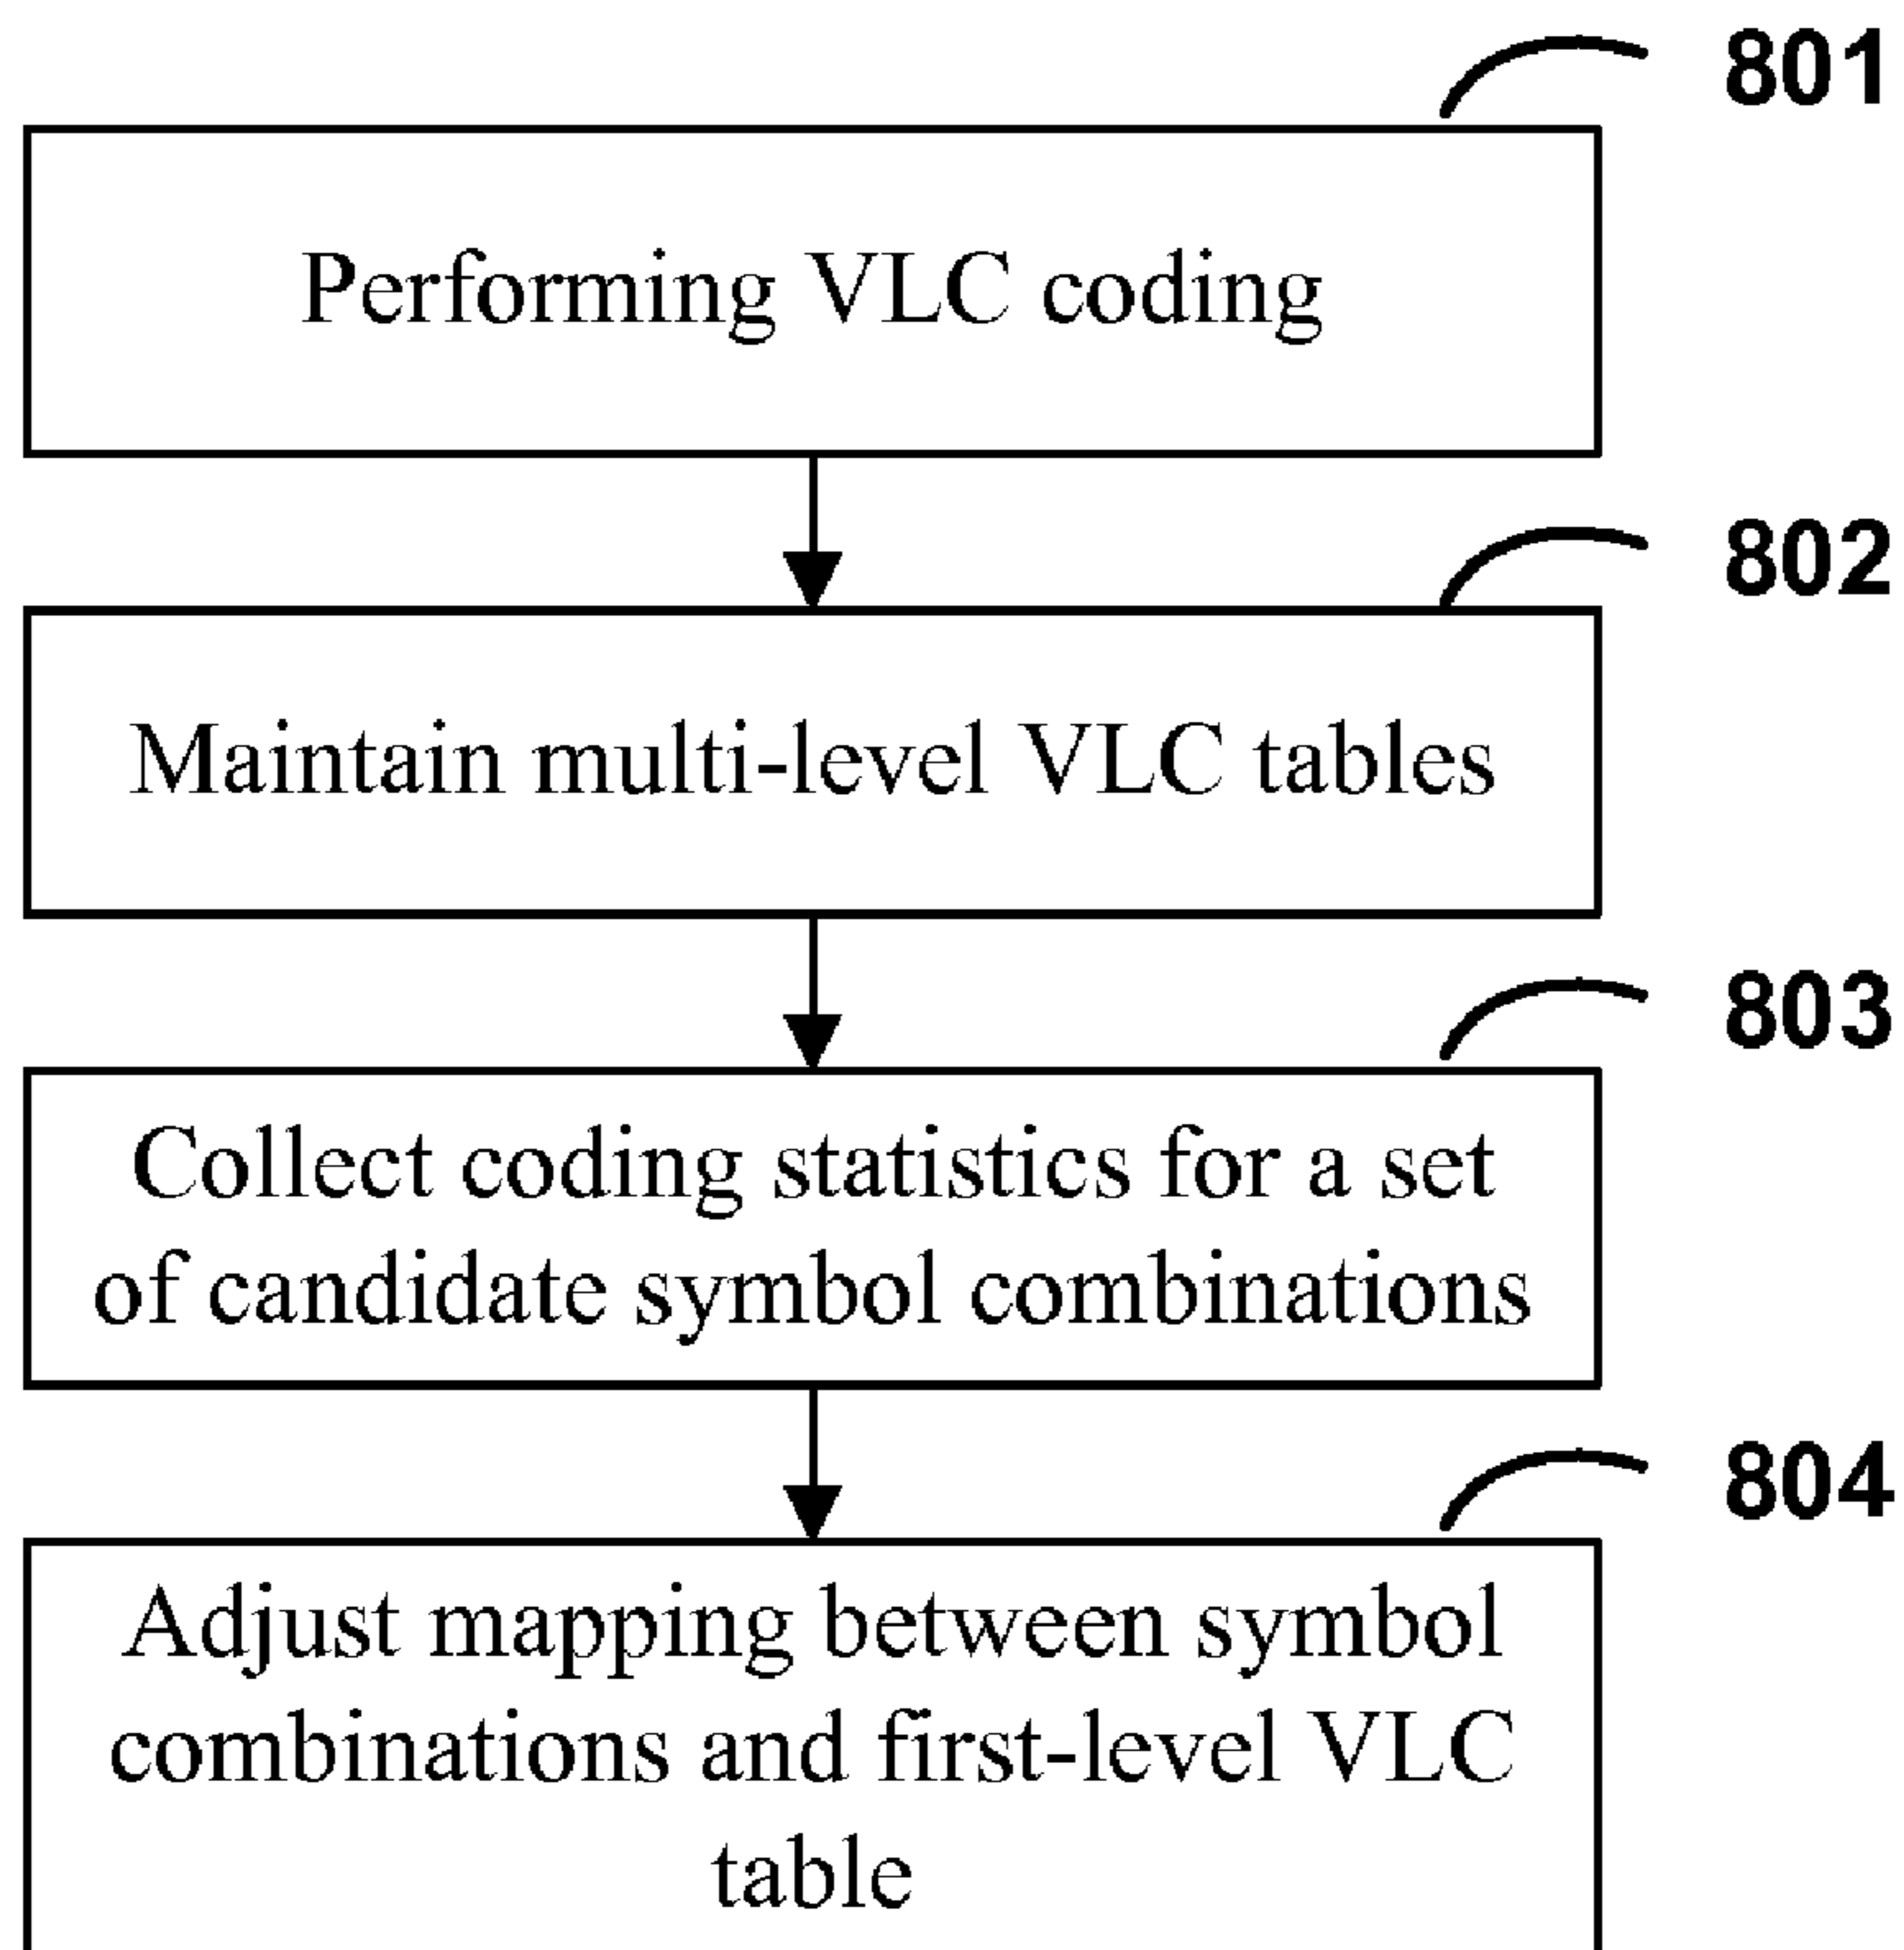 801
Performing VLC coding
802
Maintain multi-level VLC tables
803
Collect coding statistics for a set
of candidate symbol combinations
804
Adjust mapping between symbol
combinations and first-level VLC
table